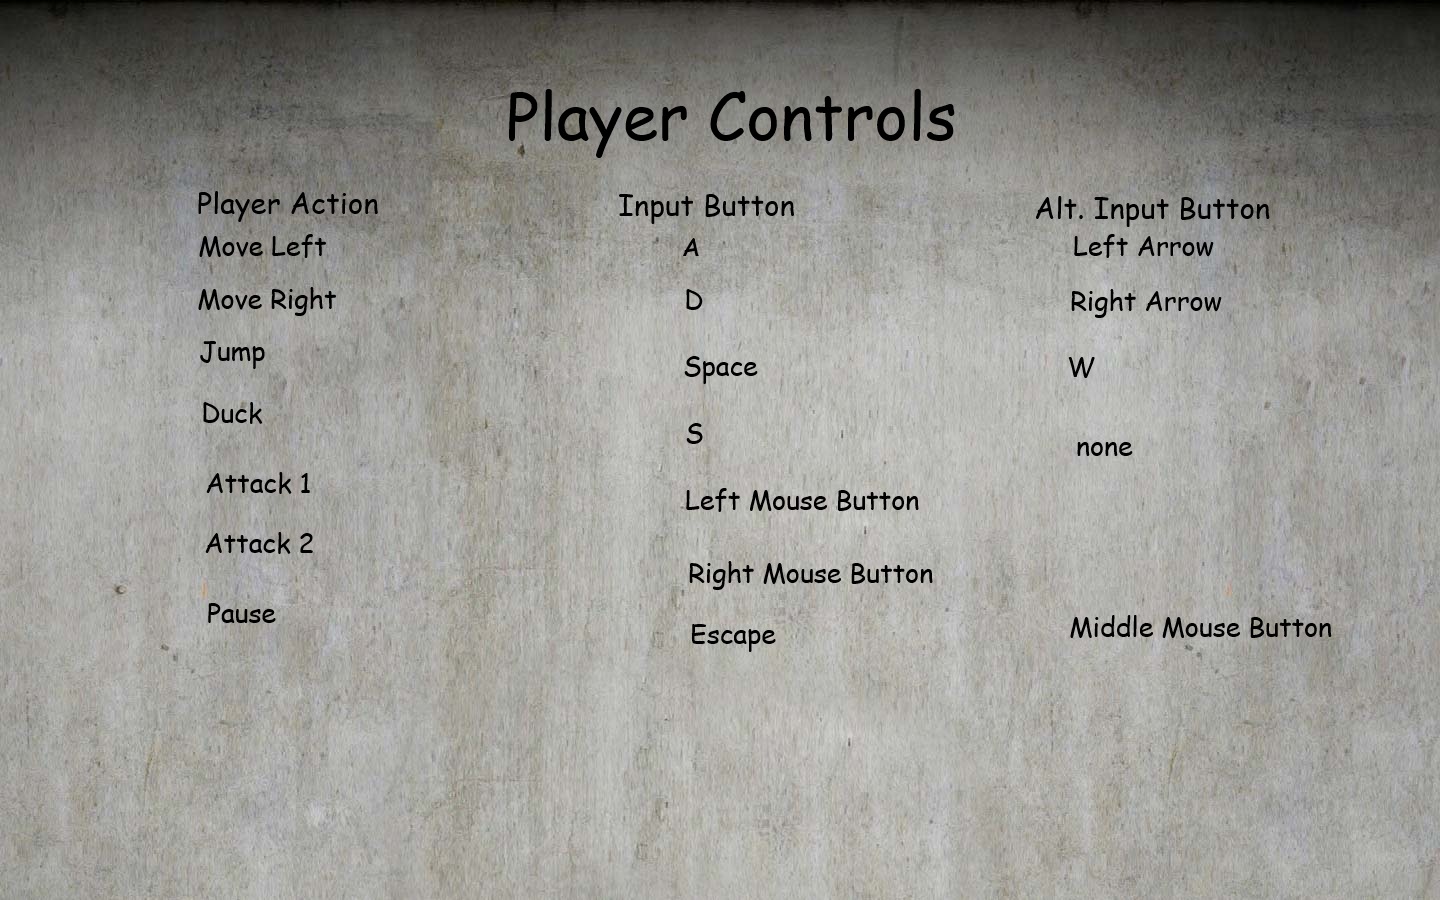 Player Controls
Player Action Input Button Alt. Input Button
Move Left A Left Arrow
Move Right D Right Arrow
Jump Space W
Duck S none
Attack 1 Left Mouse Button
Attack 2 Right Mouse Button
Pause Escape Middle Mouse Button